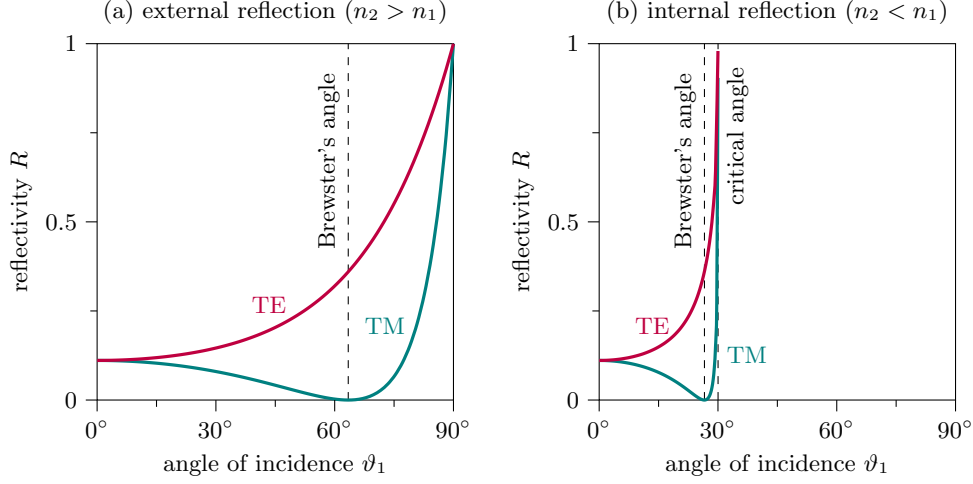 (a) external reflection (n₂ > n₁)
1
0.5
0
reflectivity R
Brewster's angle
TE
TM
0° 30° 60° 90°
angle of incidence ϑ₁
(b) internal reflection (n₂ < n₁)
1
0.5
0
reflectivity R
Brewster's angle
critical angle
TE
TM
0° 30° 60° 90°
angle of incidence ϑ₁